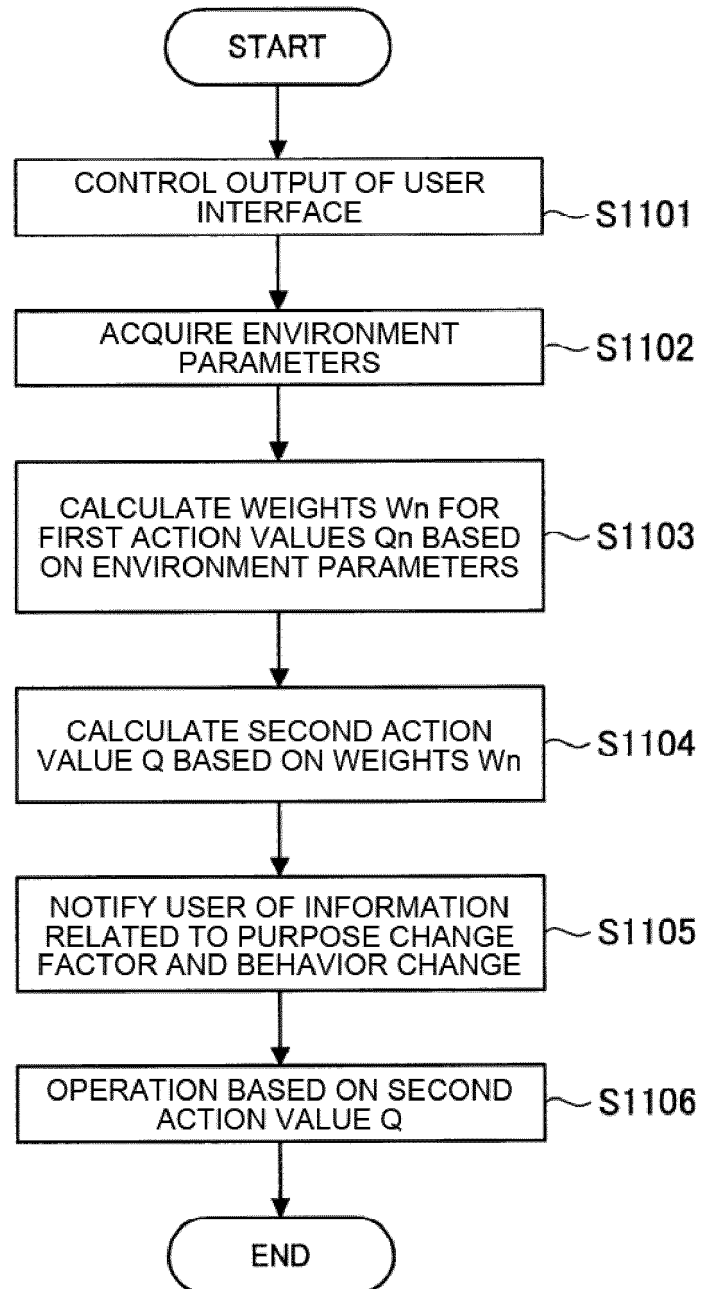 START
CONTROL OUTPUT OF USER
INTERFACE
S1101
ACQUIRE ENVIRONMENT
PARAMETERS
S1102
CALCULATE WEIGHTS Wn FOR
FIRST ACTION VALUES Qn BASED
ON ENVIRONMENT PARAMETERS
S1103
CALCULATE SECOND ACTION
VALUE Q BASED ON WEIGHTS Wn
S1104
NOTIFY USER OF INFORMATION
RELATED TO PURPOSE CHANGE
FACTOR AND BEHAVIOR CHANGE
S1105
OPERATION BASED ON SECOND
ACTION VALUE Q
S1106
END